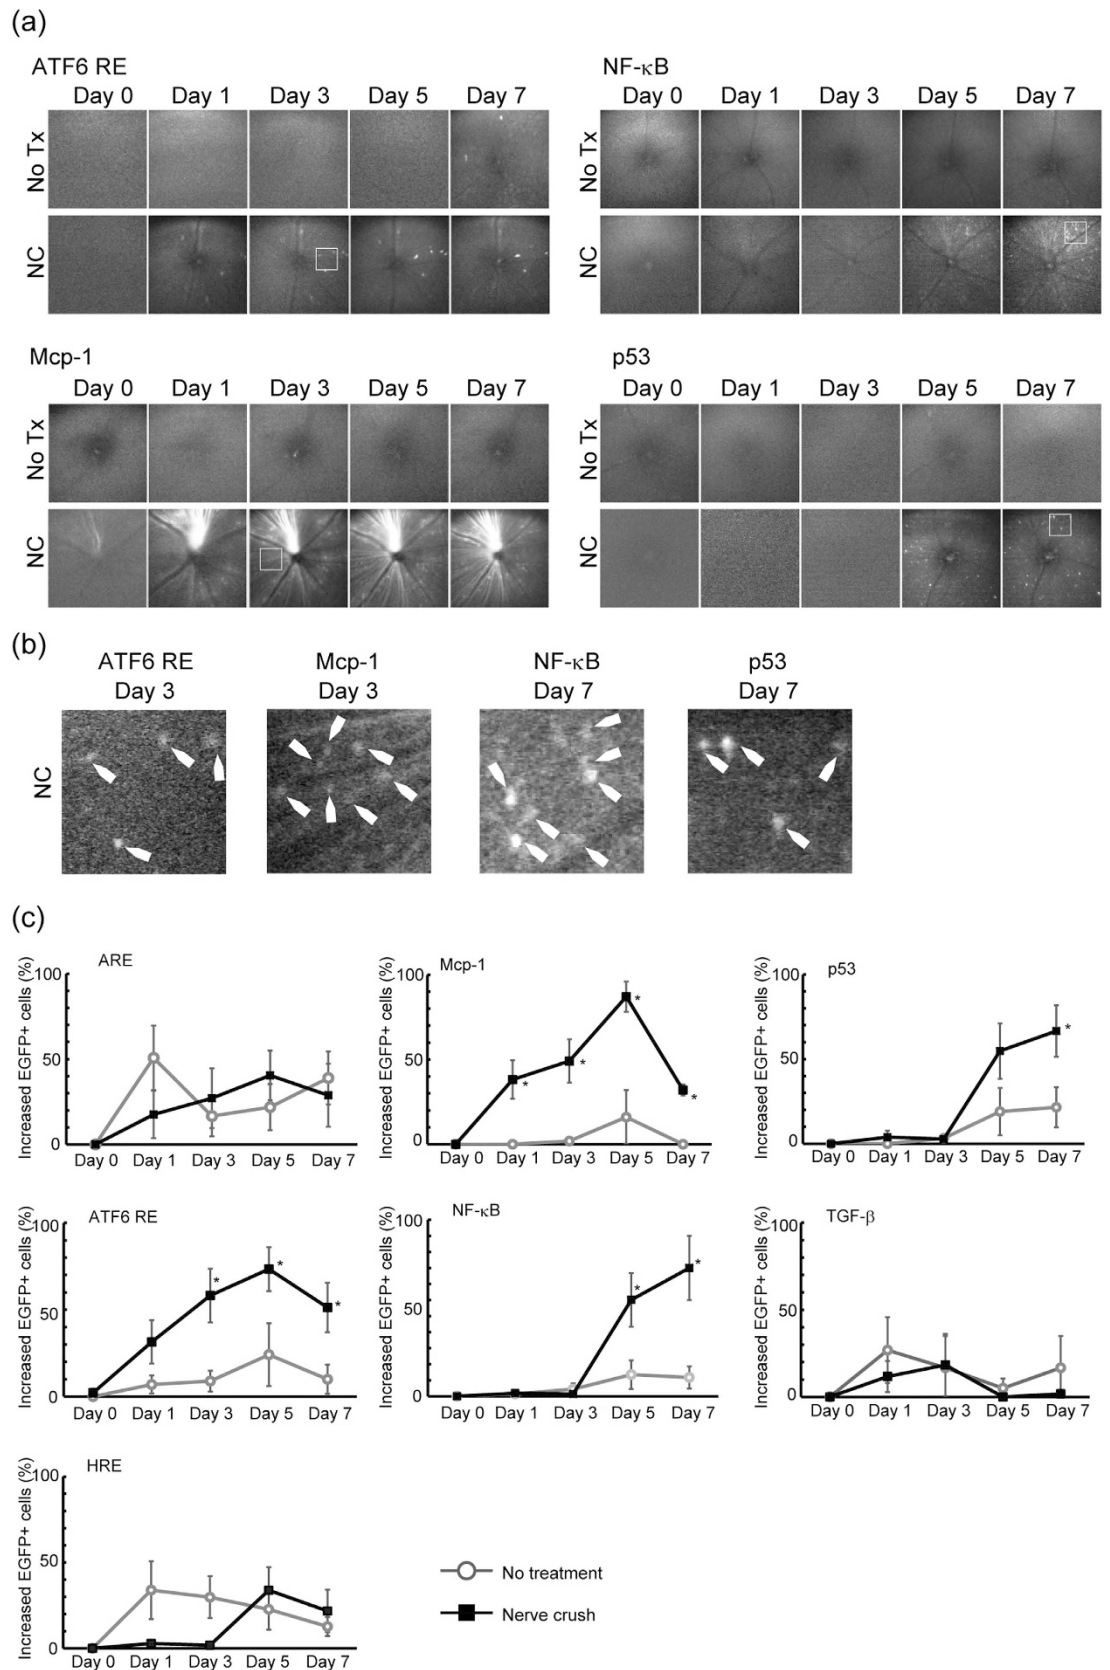 (a)
ATF6 RE
Day 0 Day 1 Day 3 Day 5 Day 7
No Tx
NC
NF-κB
Day 0 Day 1 Day 3 Day 5 Day 7
No Tx
NC
Mcp-1
Day 0 Day 1 Day 3 Day 5 Day 7
No Tx
NC
p53
Day 0 Day 1 Day 3 Day 5 Day 7
No Tx
NC
(b)
ATF6 RE
Day 3
Mcp-1
Day 3
NF-κB
Day 7
p53
Day 7
NC
(c)
ARE
Increased EGFP+ cells (%)
100
50
0
Day 0 Day 1 Day 3 Day 5 Day 7
Mcp-1
Increased EGFP+ cells (%)
100
50
0
* * * *
Day 0 Day 1 Day 3 Day 5 Day 7
p53
Increased EGFP+ cells (%)
100
50
0
*
Day 0 Day 1 Day 3 Day 5 Day 7
ATF6 RE
Increased EGFP+ cells (%)
100
50
0
* * *
Day 0 Day 1 Day 3 Day 5 Day 7
NF-κB
Increased EGFP+ cells (%)
100
50
0
* *
Day 0 Day 1 Day 3 Day 5 Day 7
TGF-β
Increased EGFP+ cells (%)
100
50
0
Day 0 Day 1 Day 3 Day 5 Day 7
HRE
Increased EGFP+ cells (%)
100
50
0
Day 0 Day 1 Day 3 Day 5 Day 7
No treatment
Nerve crush